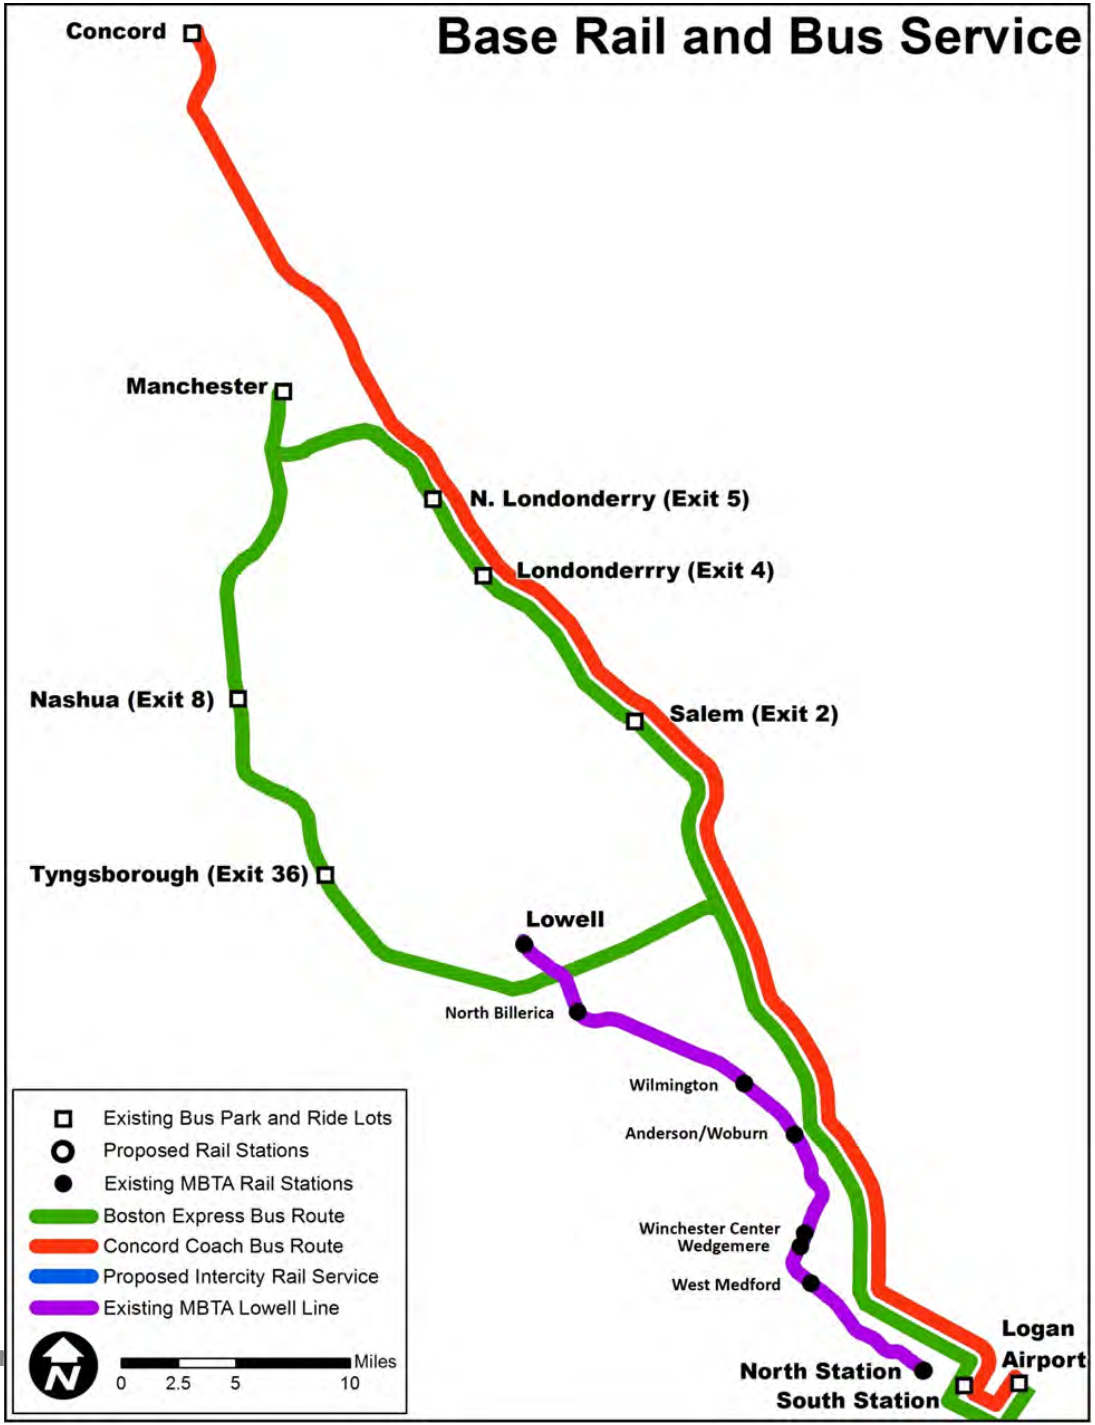 Base Rail and Bus Service
Concord
Manchester
N. Londonderry (Exit 5)
Londonderrry (Exit 4)
Nashua (Exit 8)
Salem (Exit 2)
Tyngsborough (Exit 36)
Lowell
North Billerica
Wilmington
Anderson/Woburn
Winchester Center
Wedgemere
West Medford
Logan
Airport
North Station
South Station
Existing Bus Park and Ride Lots
Proposed Rail Stations
Existing MBTA Rail Stations
Boston Express Bus Route
Concord Coach Bus Route
Proposed Intercity Rail Service
Existing MBTA Lowell Line
N
Miles
0 2.5 5 10